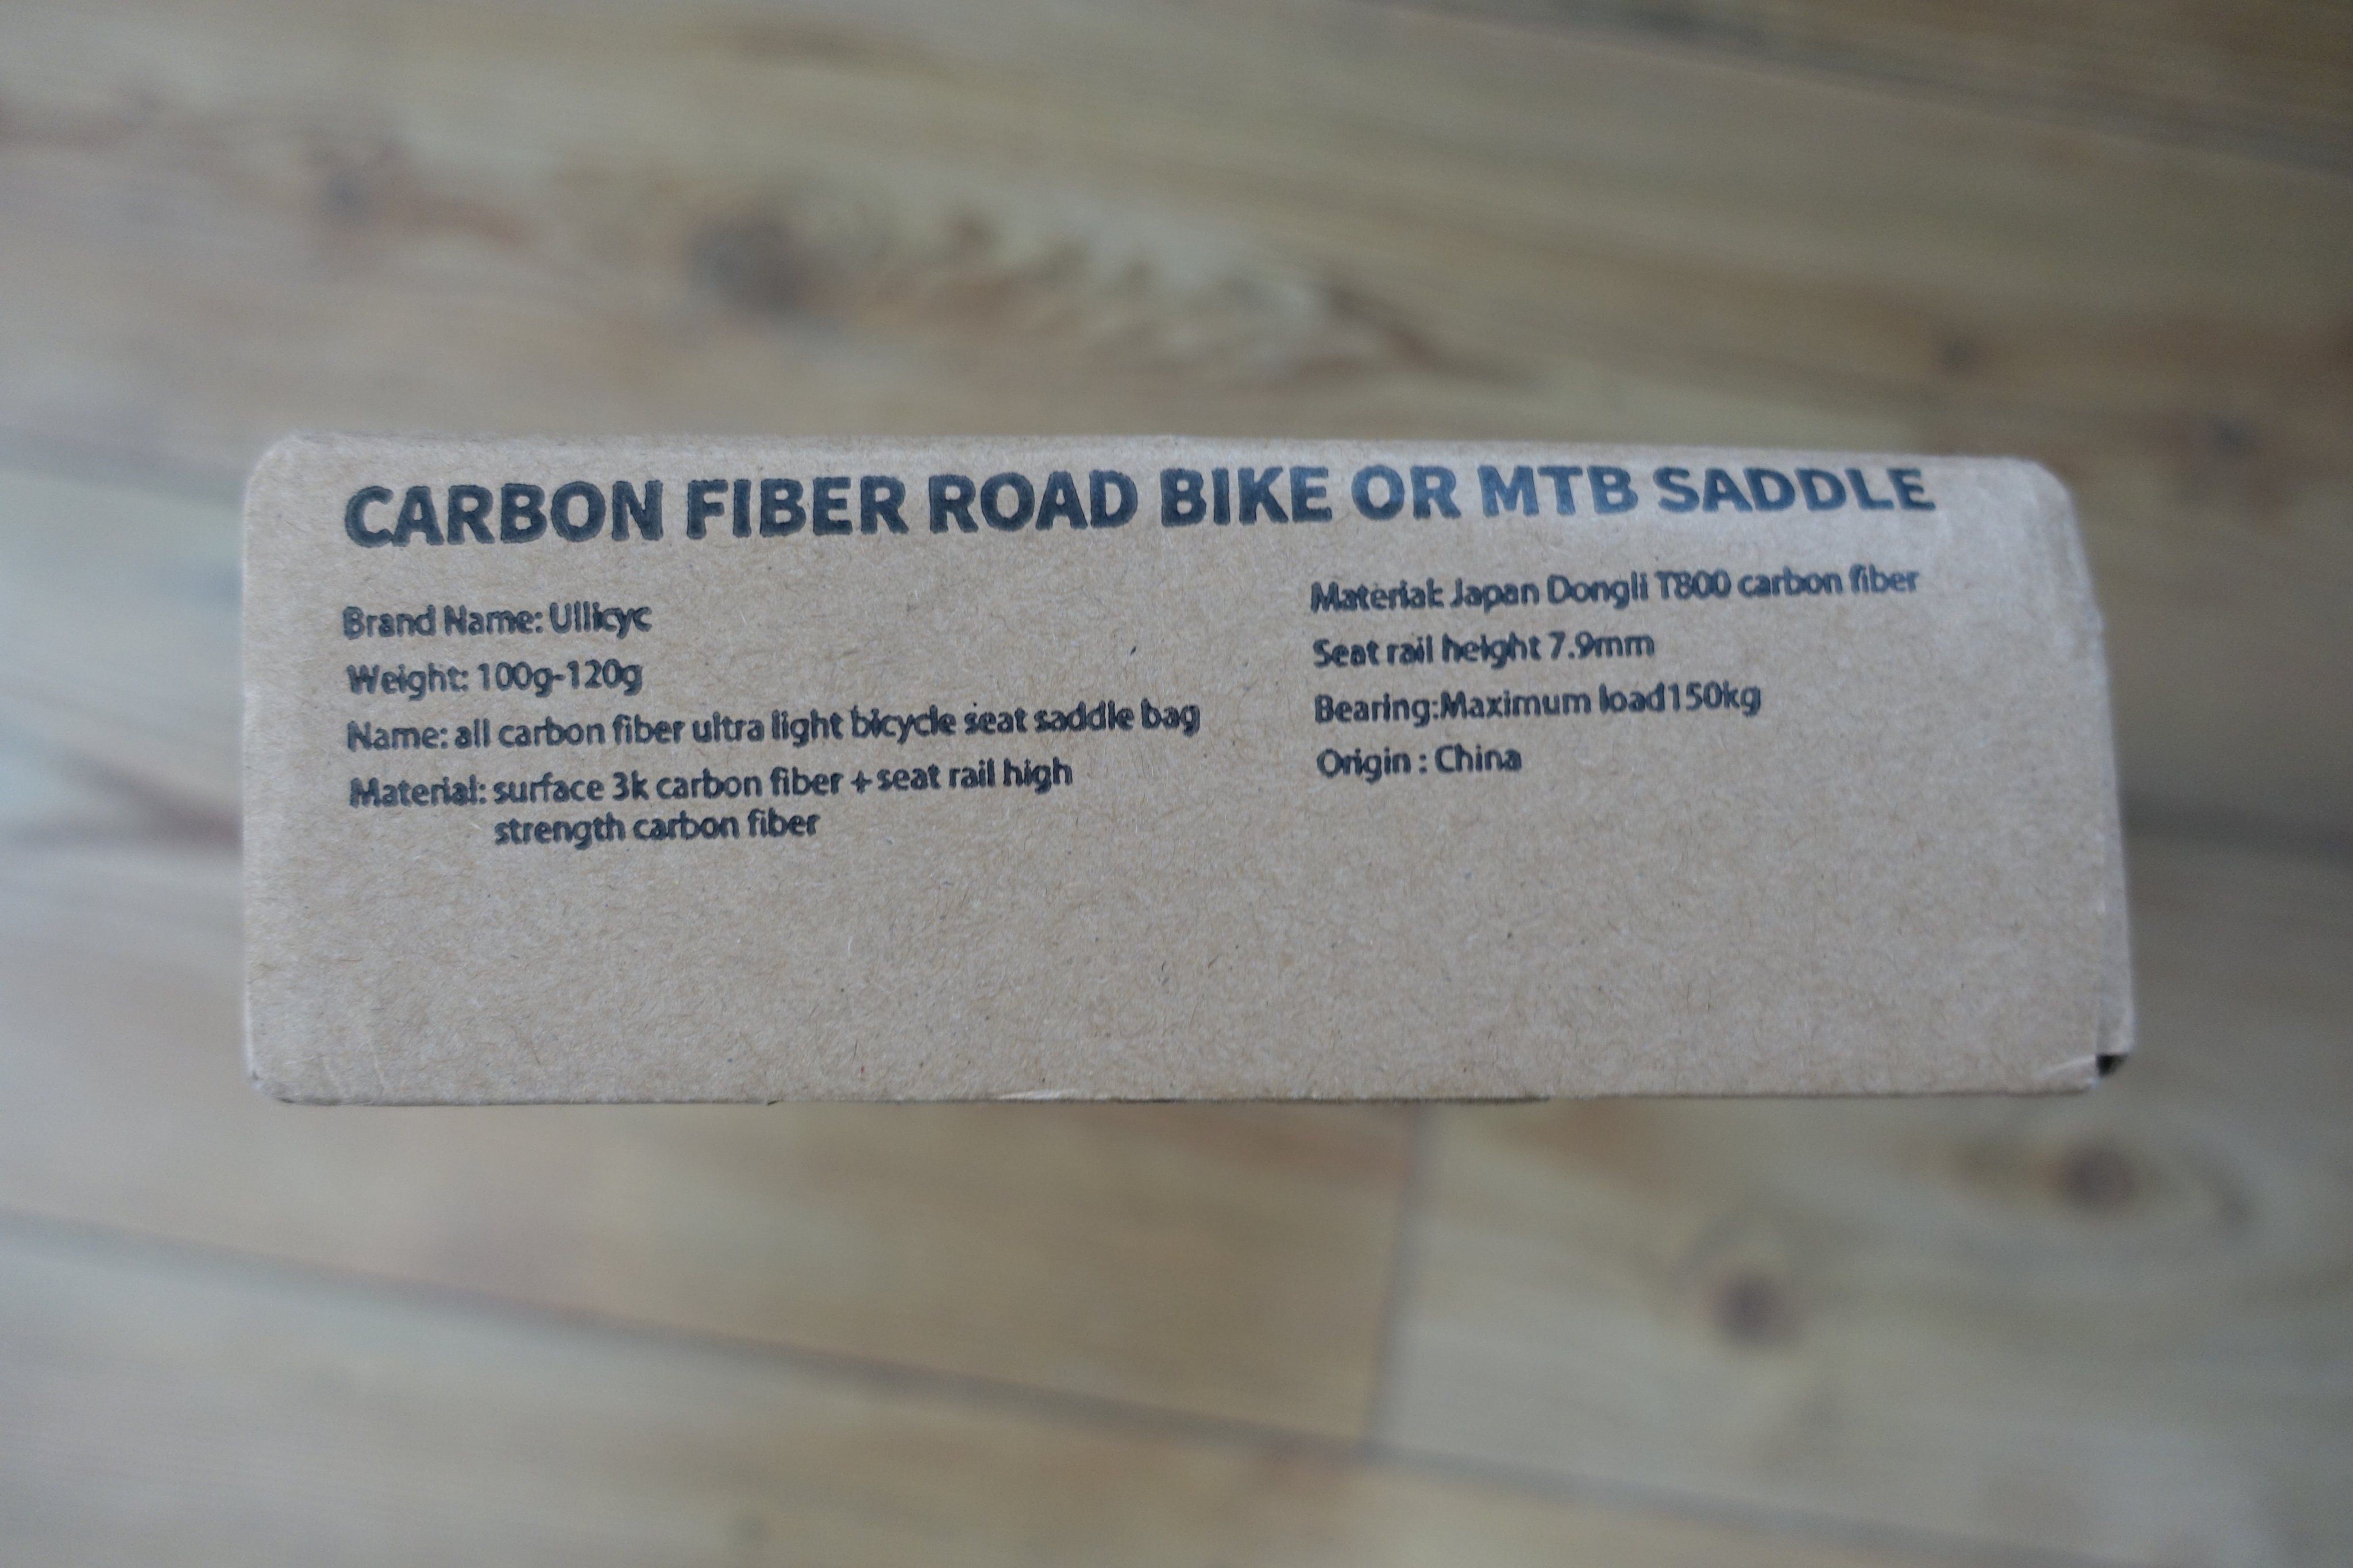 CARBON FIBER ROAD BIKE OR MTB SADDLE
Brand Name: Ullicyc
Weight: 100g-120g
Name: all carbon fiber ultra light bicycle seat saddle bag
Material: surface 3k carbon fiber + seat rail high
strength carbon fiber
Material: Japan Dongli T800 carbon fiber
Seat rail height 7.9mm
Bearing:Maximum load150kg
Origin : China